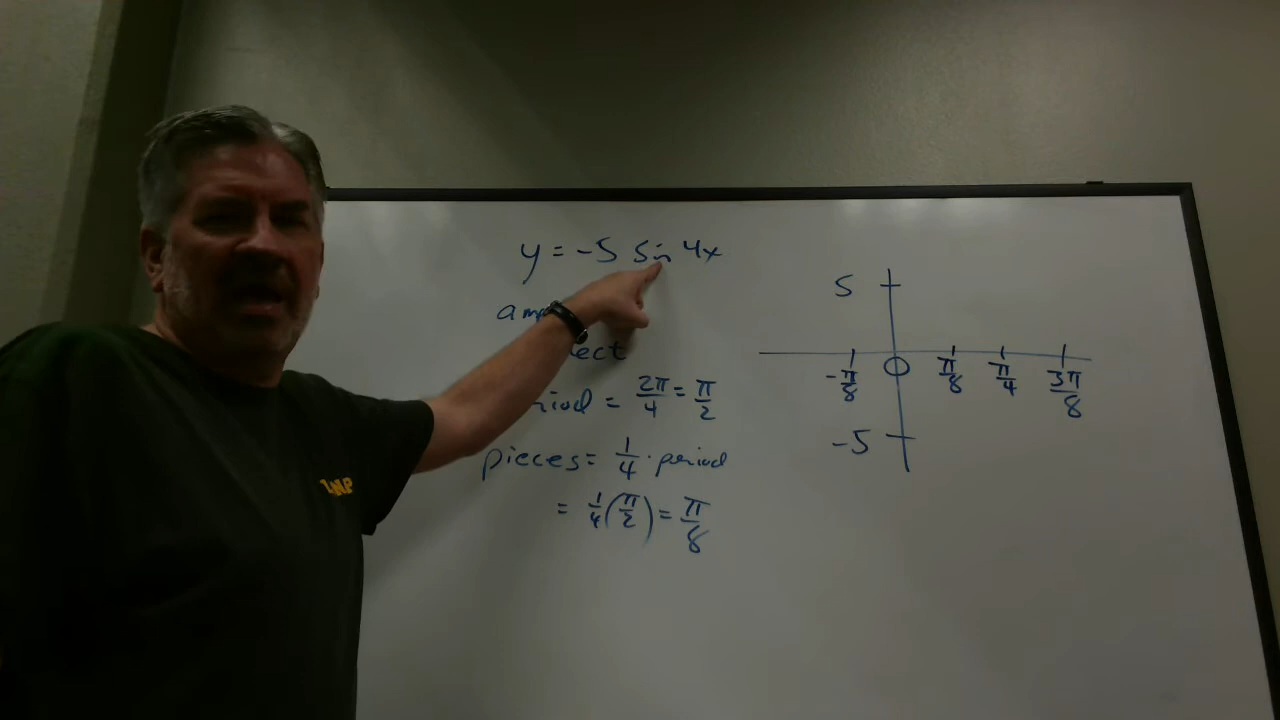 y = -5 sin 4x
period = 2π/4 = π/2
pieces = 1/4 · period
= 1/4 (π/2) = π/8
5
-π/8 0 π/8 π/4 3π/8
-5